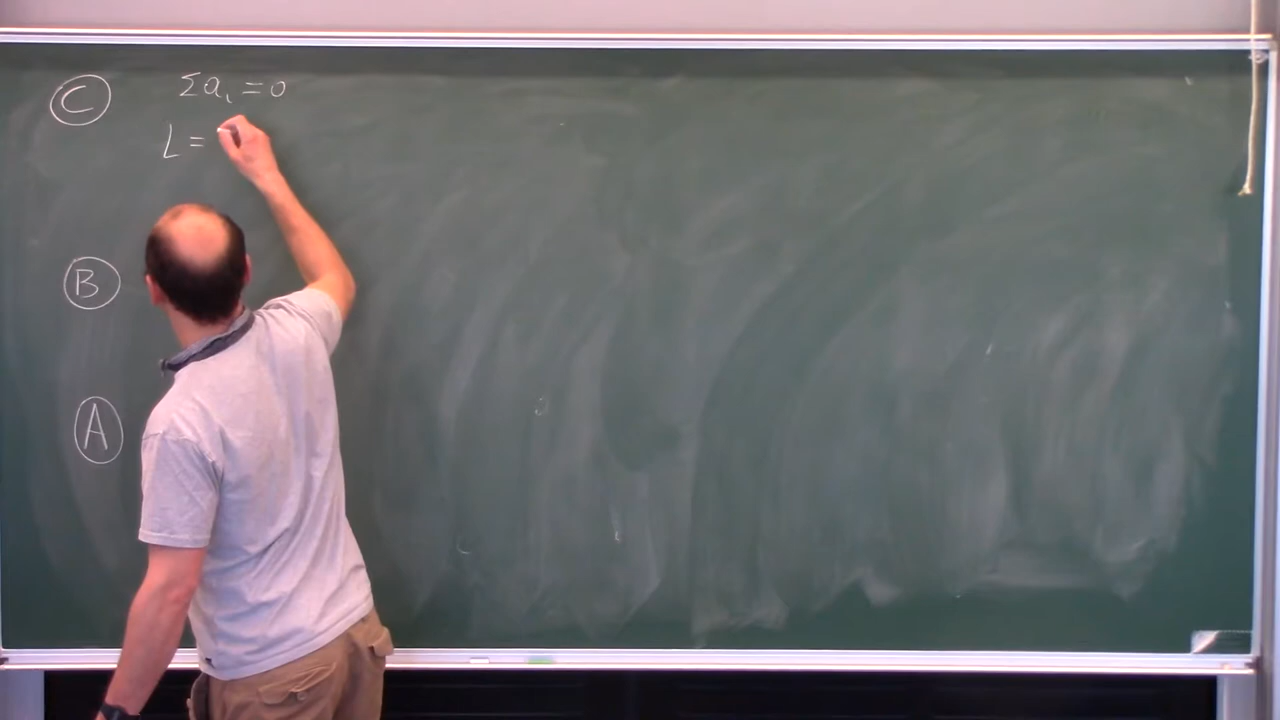 Ⓒ Σaᵢ = 0
L =
Ⓑ
Ⓐ